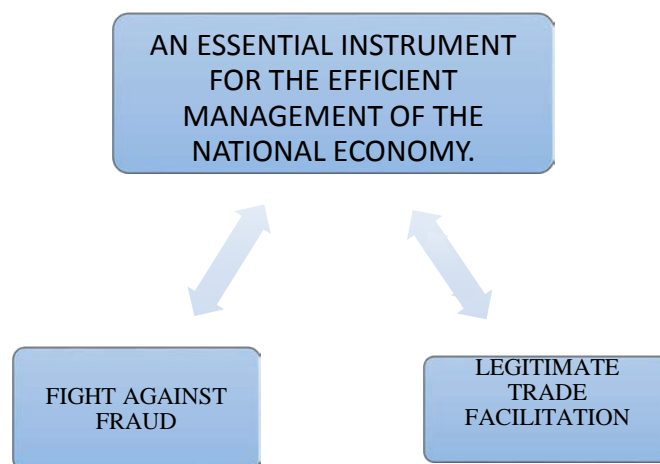 AN ESSENTIAL INSTRUMENT
FOR THE EFFICIENT
MANAGEMENT OF THE
NATIONAL ECONOMY.
FIGHT AGAINST
FRAUD
LEGITIMATE
TRADE
FACILITATION